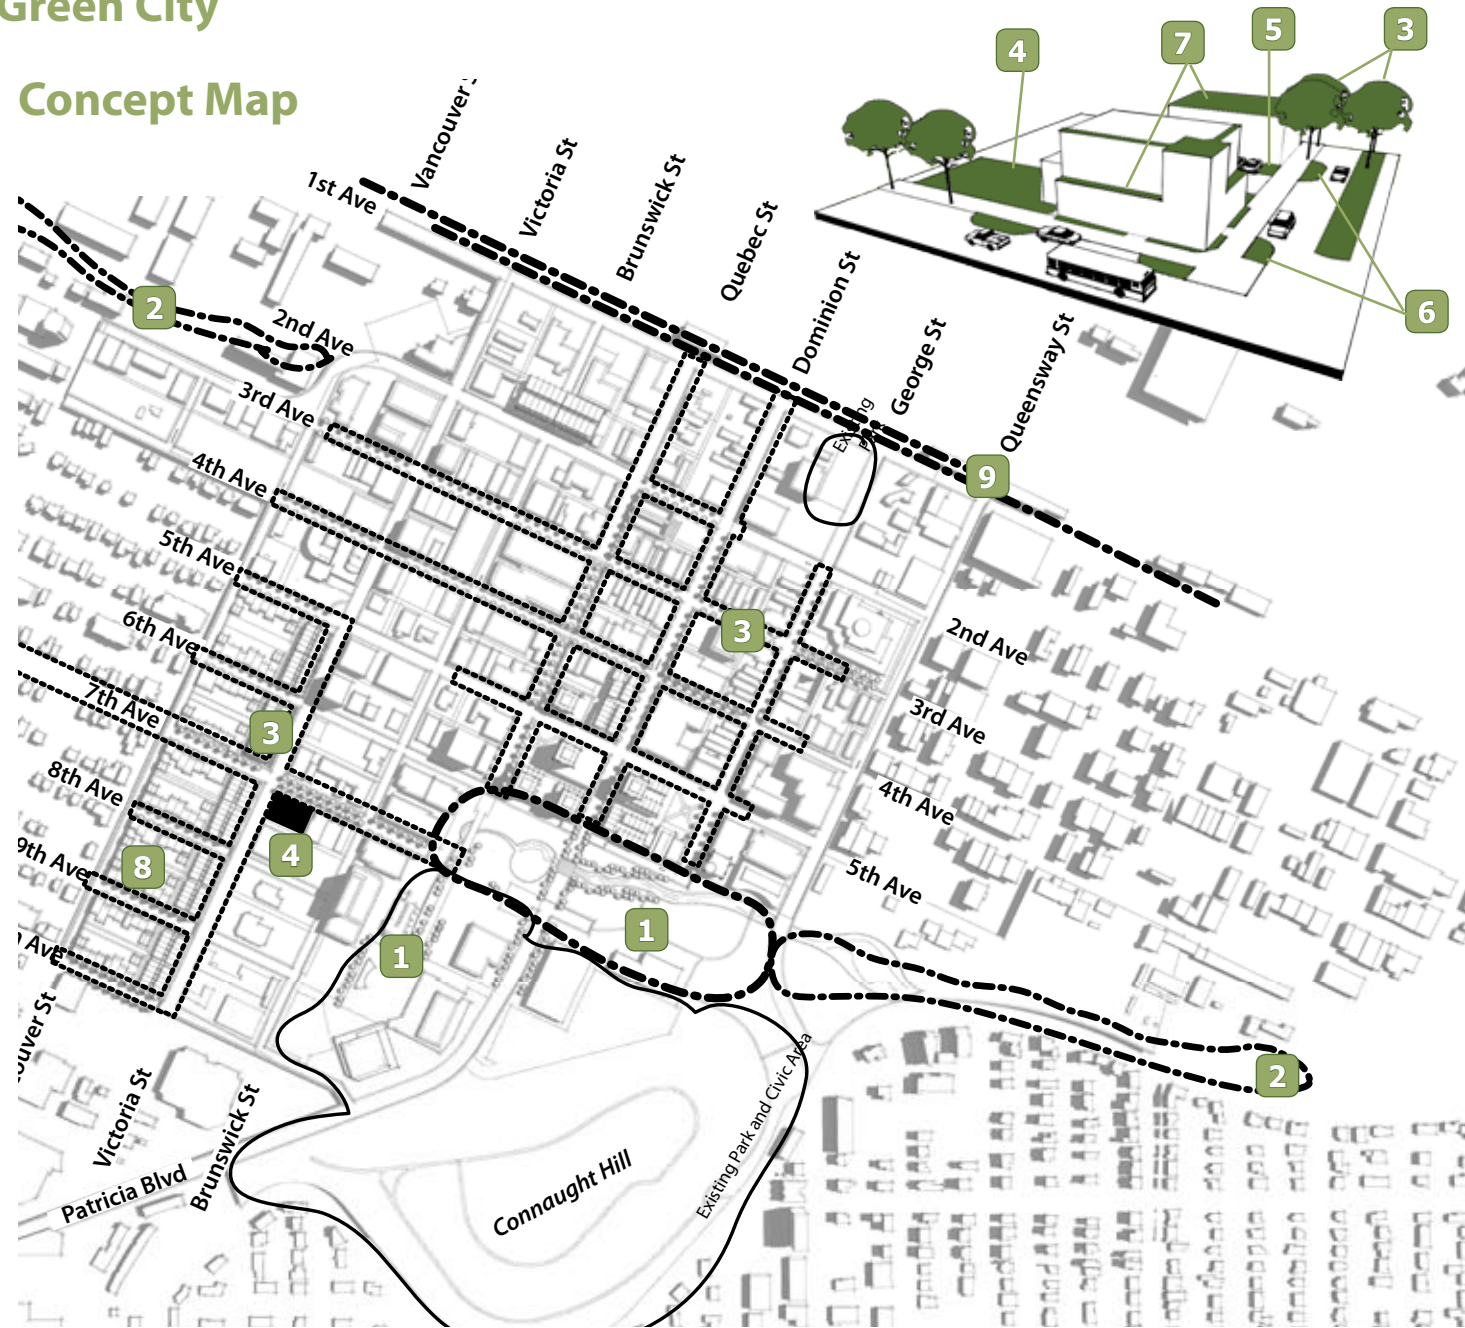 Green City
Concept Map
4
7
5
3
6
Vancouver
Victoria St
Brunswick St
Quebec St
Dominion St
George St
Queensway St
1st Ave
2
2nd Ave
3rd Ave
4th Ave
5th Ave
6th Ave
7th Ave
8th Ave
9th Ave
Ave
Existing
9
3
3
2nd Ave
3rd Ave
4th Ave
5th Ave
4
8
1
1
2
ouver St
Victoria St
Brunswick St
Patricia Blvd
Connaught Hill
Existing Park and Civic Area